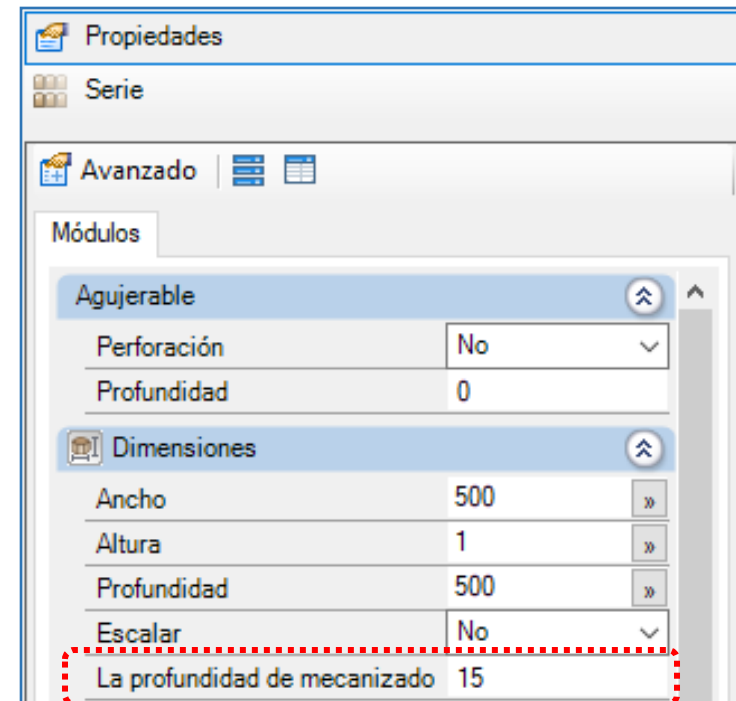 Propiedades
Serie
Avanzado
Módulos
Agujerable
Perforación No
Profundidad 0
Dimensiones
Ancho 500 »
Altura 1 »
Profundidad 500 »
Escalar No
La profundidad de mecanizado 15